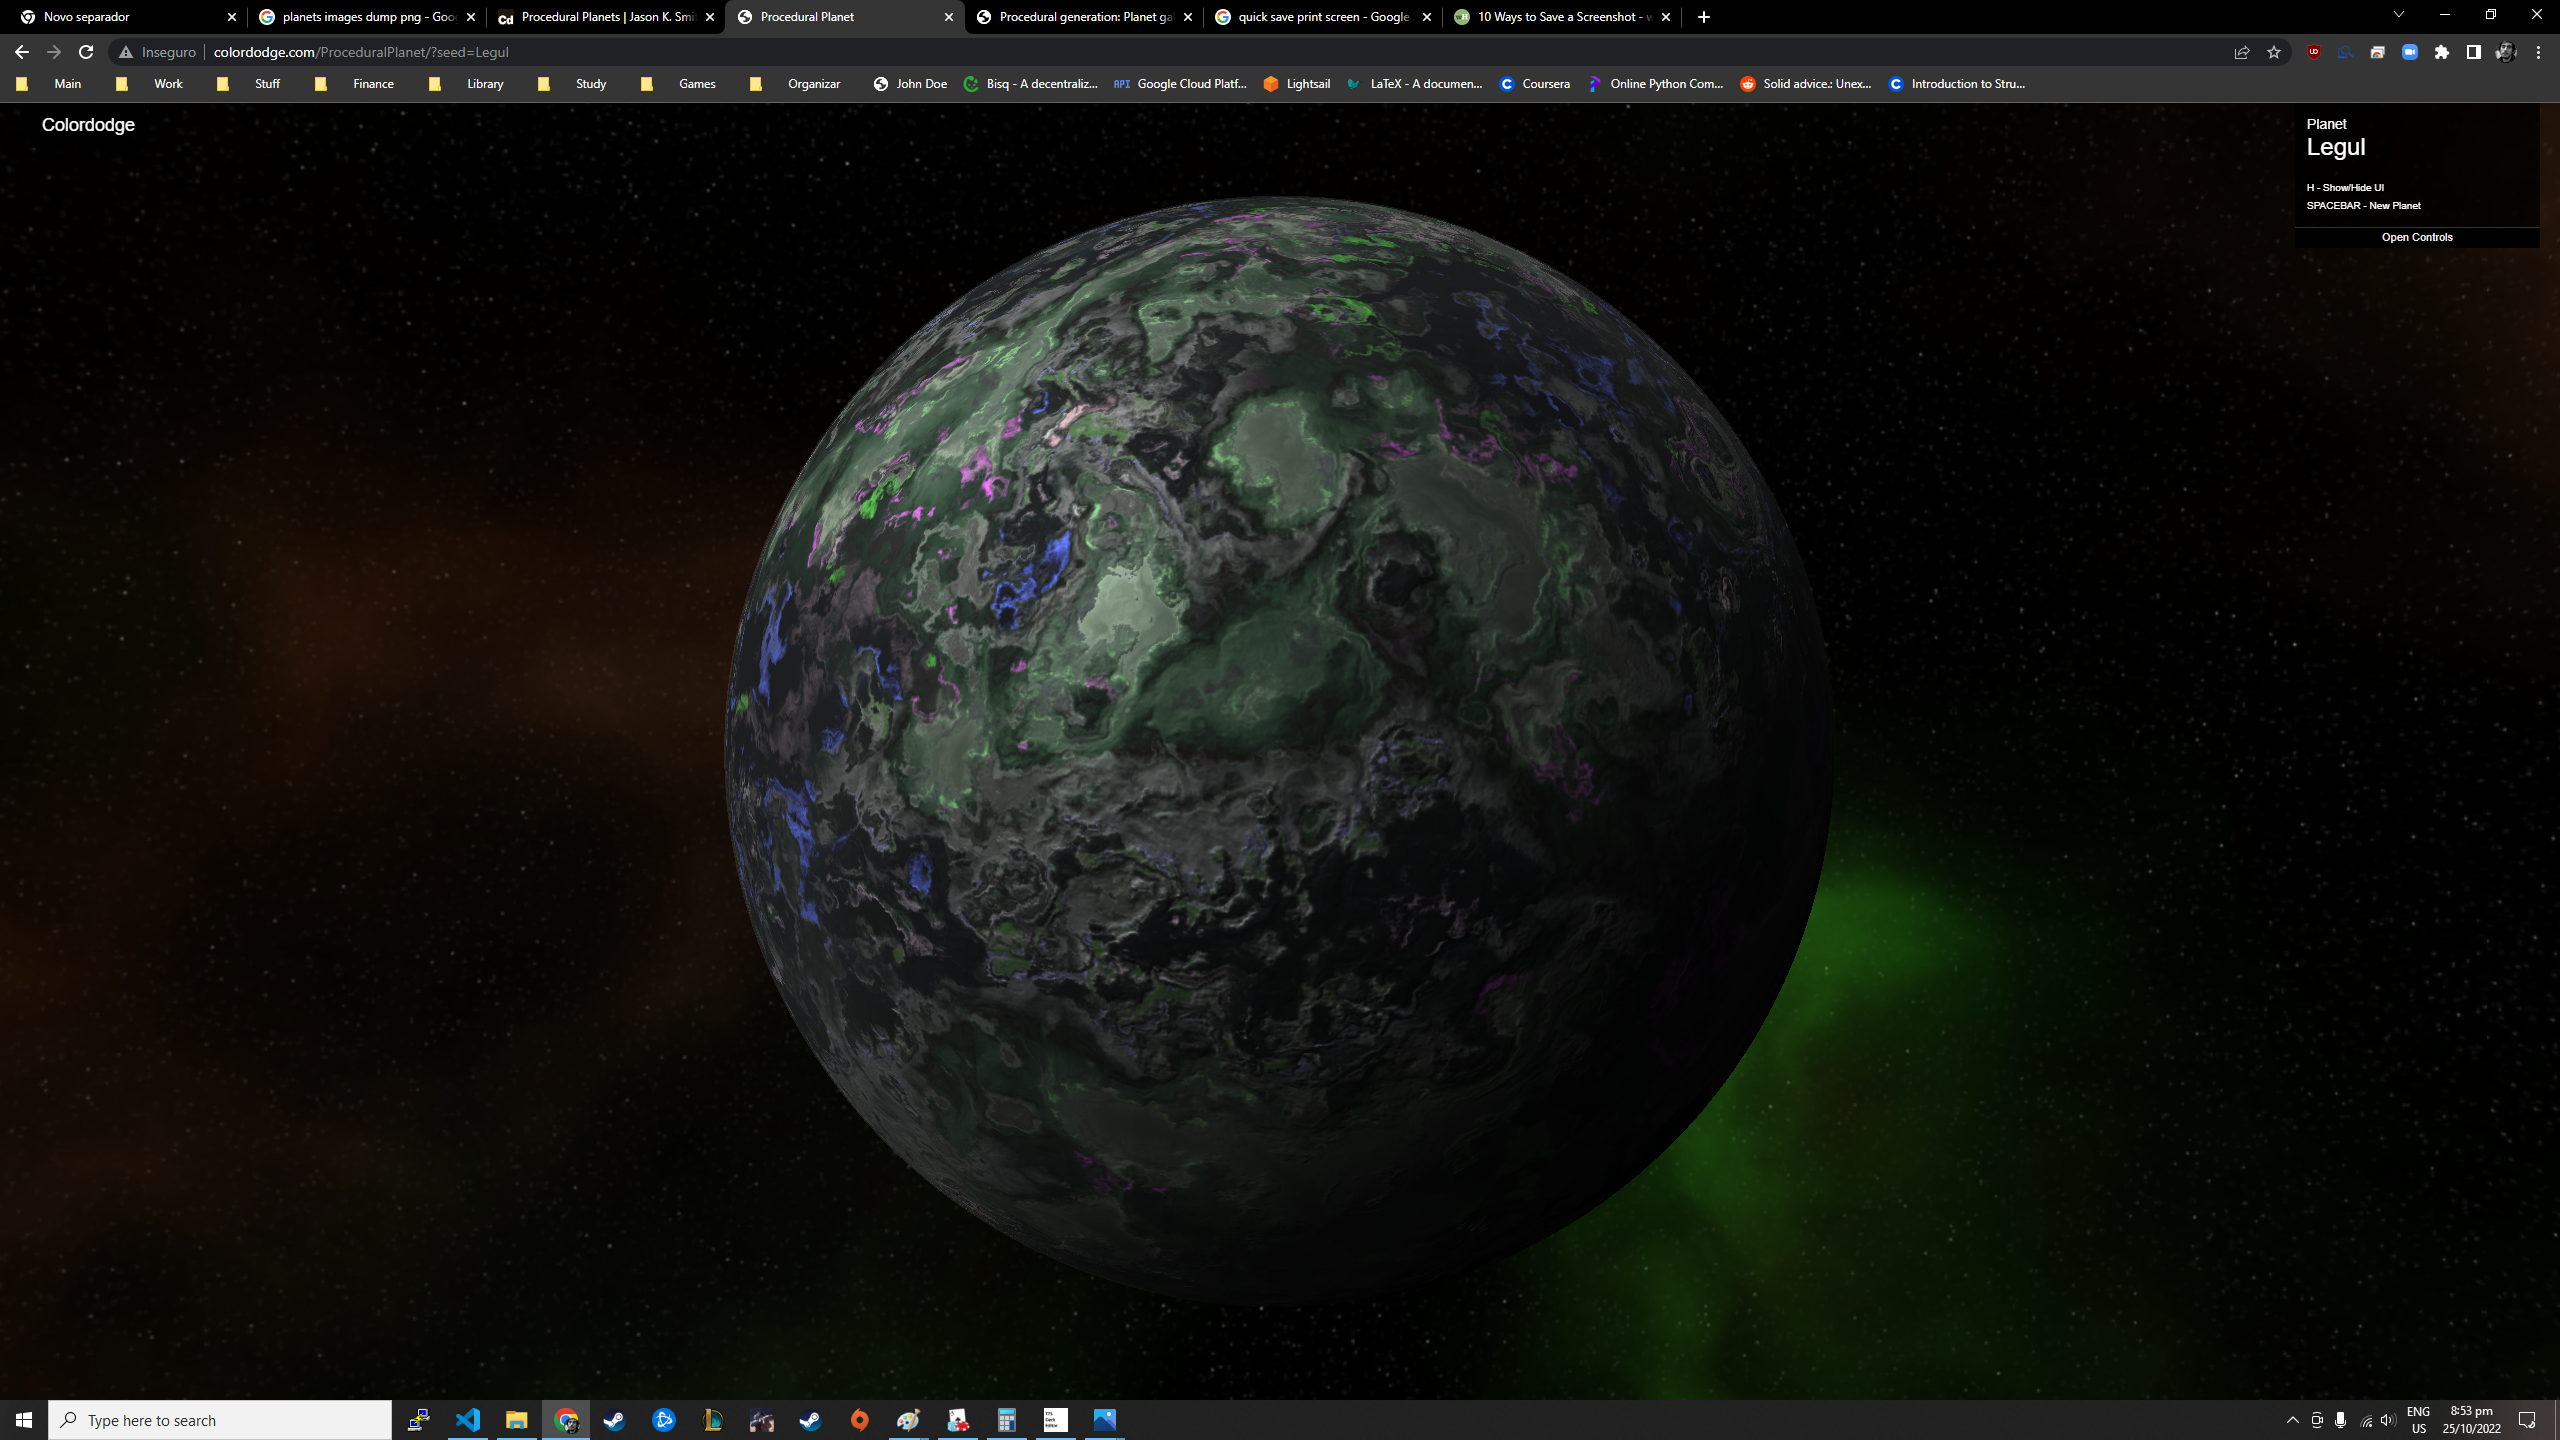 Novo separador
planets images dump png - Goo
Procedural Planets | Jason K. Smi
Procedural Planet
Procedural generation: Planet ga
quick save print screen - Google
10 Ways to Save a Screenshot - w
Inseguro
colordodge.com/ProceduralPlanet/?seed=Legul
Main
Work
Stuff
Finance
Library
Study
Games
Organizar
John Doe
Bisq - A decentraliz...
API
Google Cloud Platf...
Lightsail
LaTeX - A documen...
Coursera
Online Python Com...
Solid advice.: Unex...
Introduction to Stru...
Colordodge
Planet
Legul
H - Show/Hide UI
SPACEBAR - New Planet
Open Controls
Type here to search
TTS
Deck
Editor
ENG
US
8:53 pm
25/10/2022